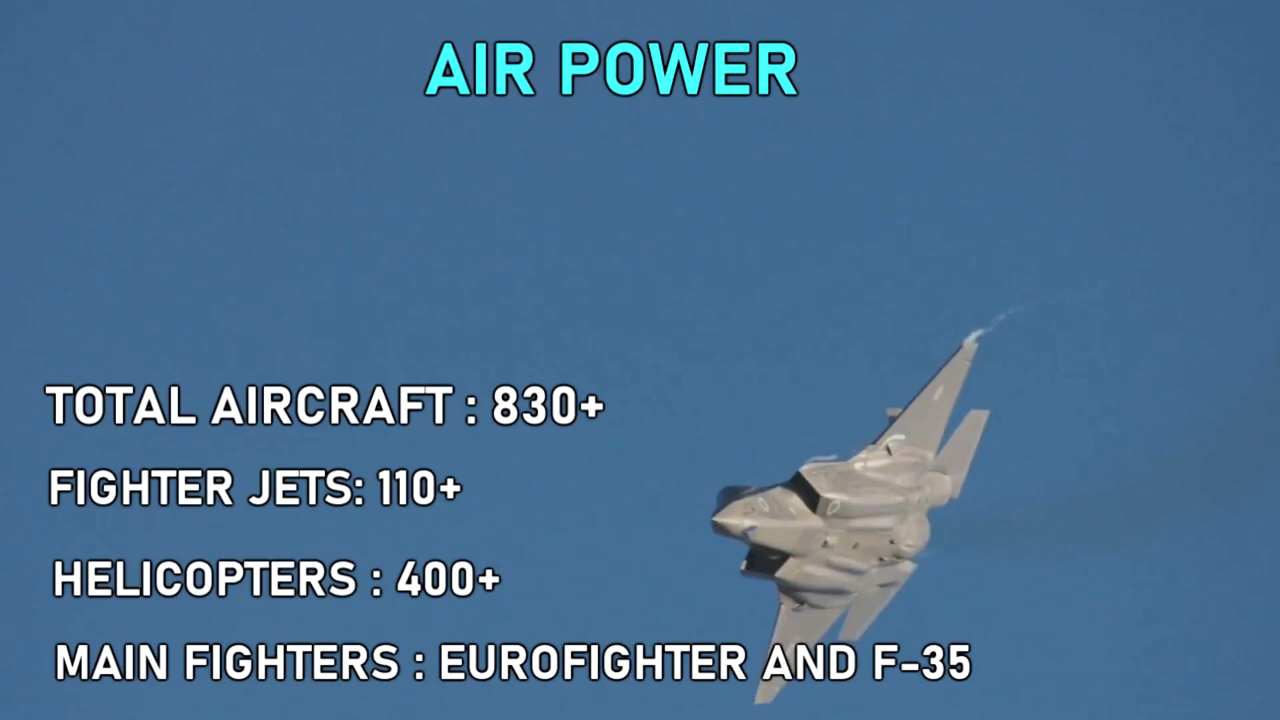 AIR POWER
TOTAL AIRCRAFT : 830+
FIGHTER JETS: 110+
HELICOPTERS : 400+
MAIN FIGHTERS : EUROFIGHTER AND F-35